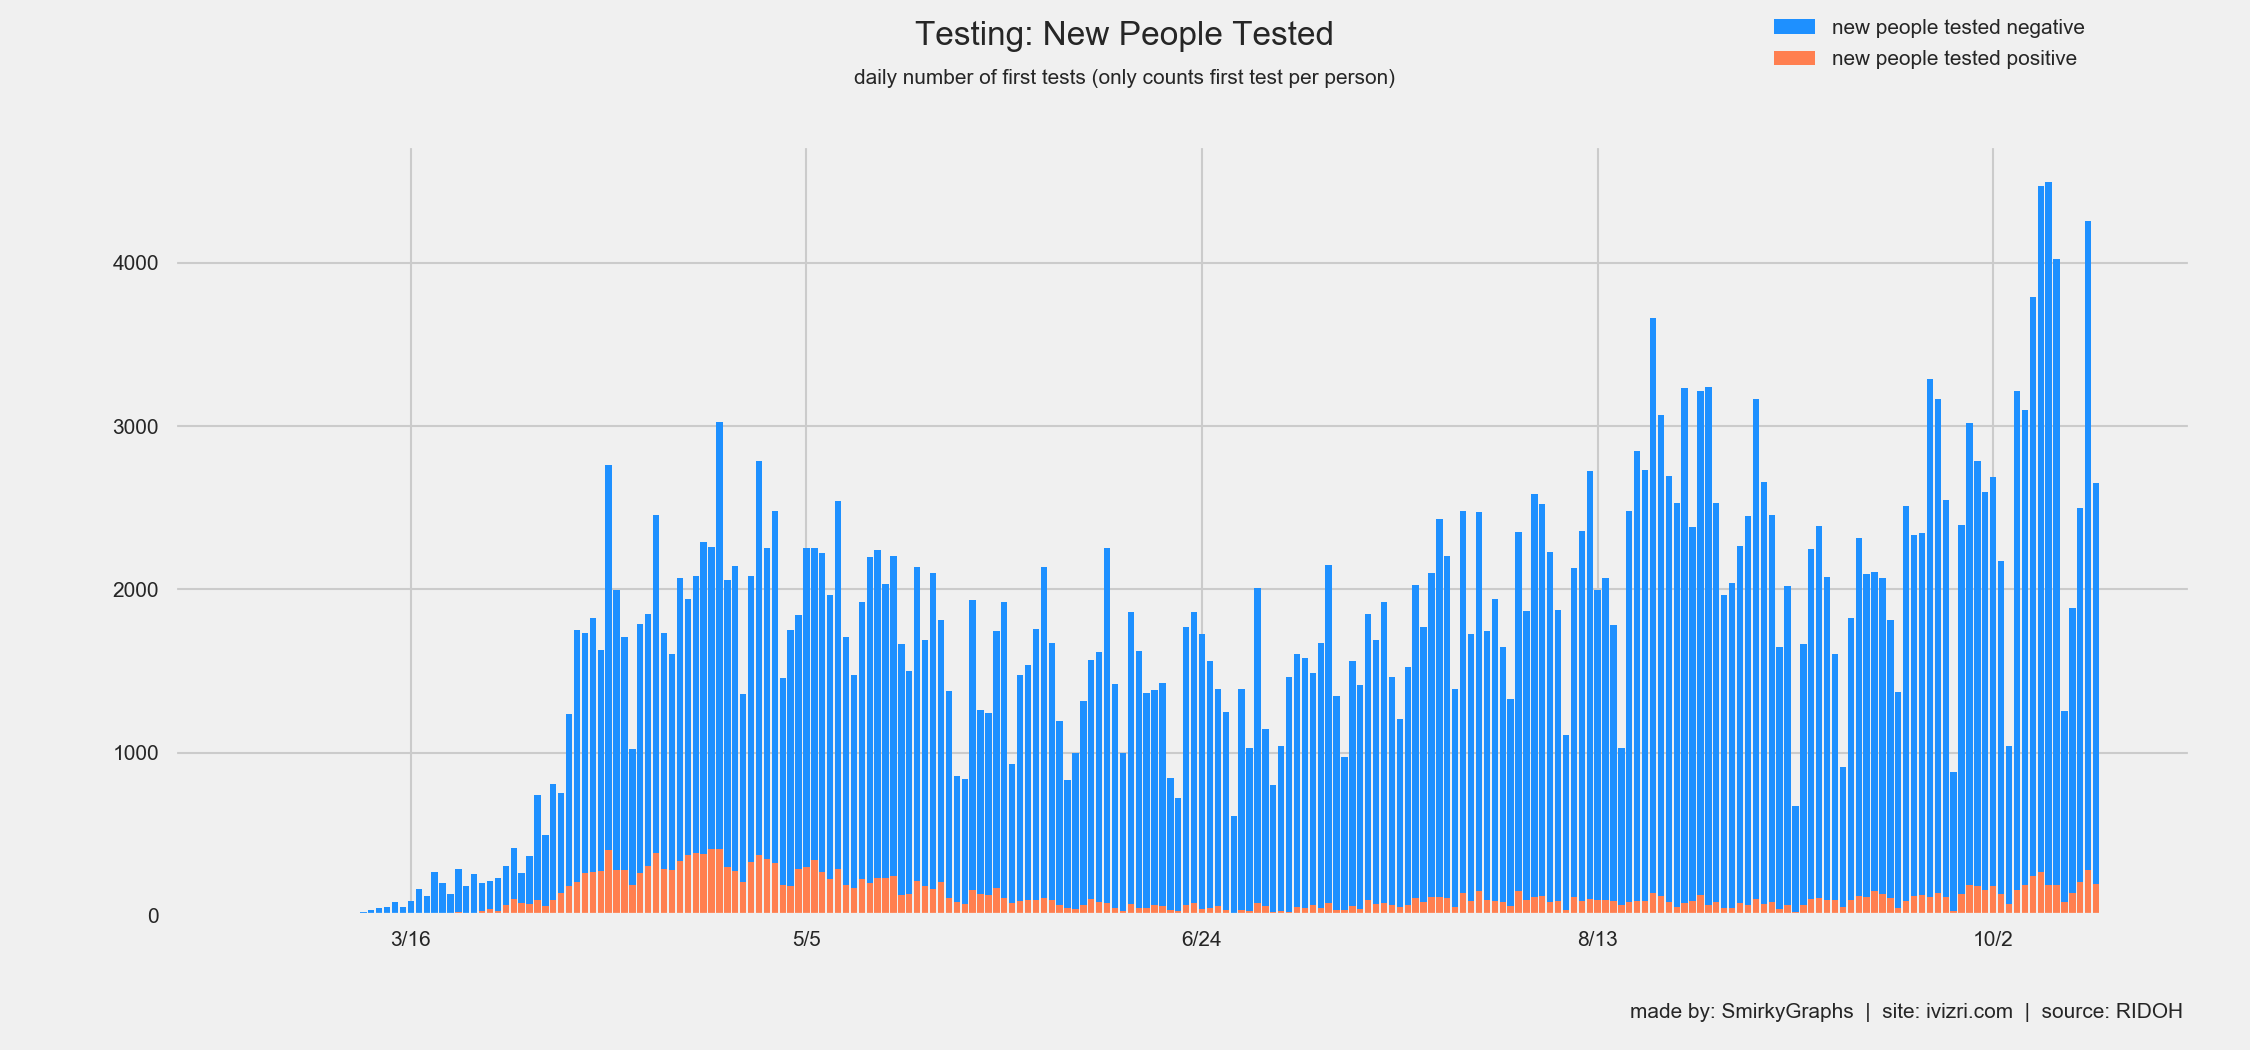 Testing: New People Tested
daily number of first tests (only counts first test per person)
new people tested negative
new people tested positive
4000
3000
2000
1000
0
3/16
5/5
6/24
8/13
10/2
made by: SmirkyGraphs | site: ivizri.com | source: RIDOH